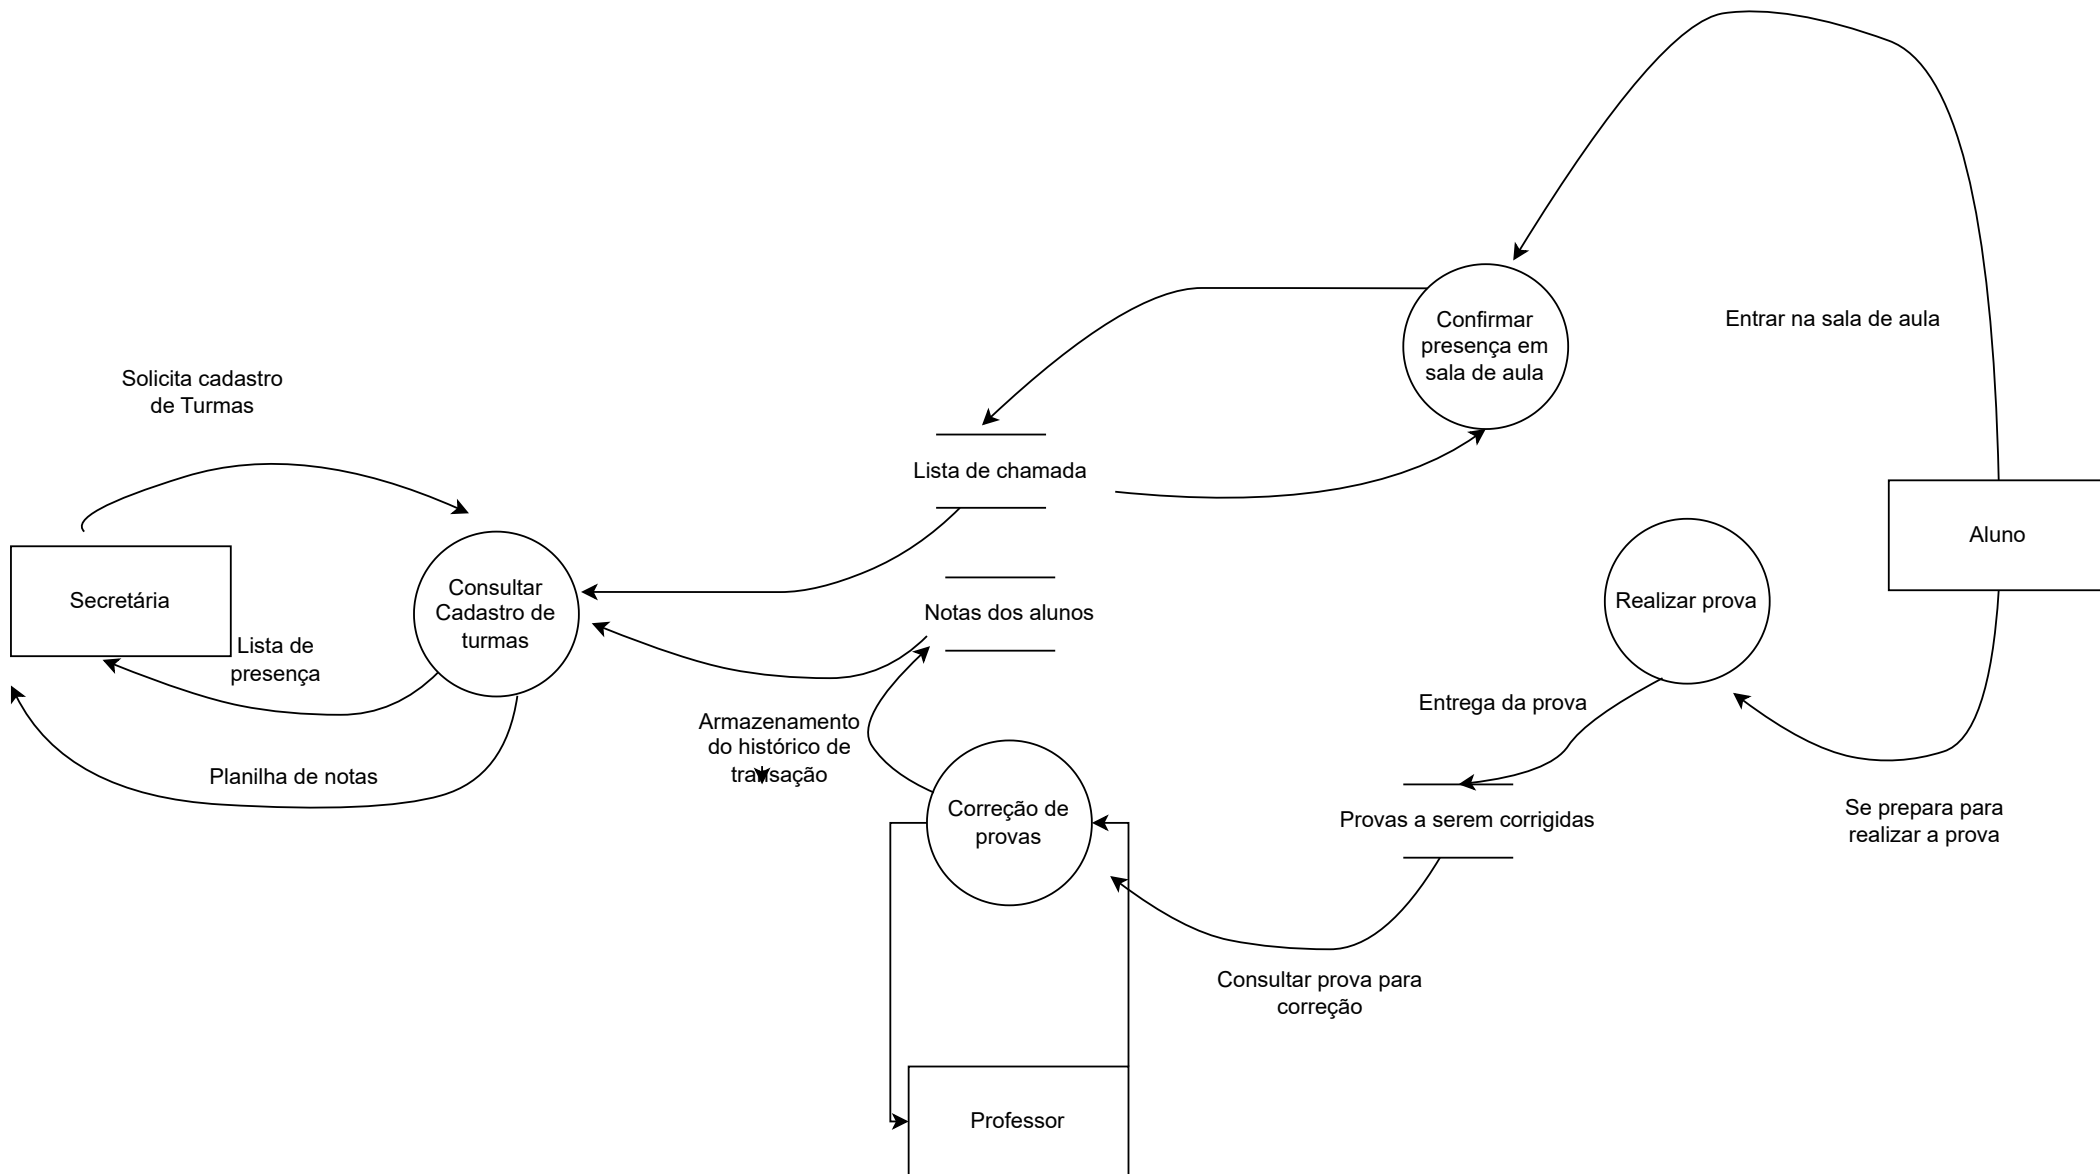 Entrar na sala de aula
Confirmar
presença em
sala de aula
Solicita cadastro
de Turmas
Lista de chamada
Aluno
Consultar
Cadastro de
turmas
Secretária
Realizar prova
Notas dos alunos
Lista de
presença
Entrega da prova
Armazenamento
do histórico de
transação
Planilha de notas
Correção de
provas
Provas a serem corrigidas
Se prepara para
realizar a prova
Consultar prova para
correção
Professor